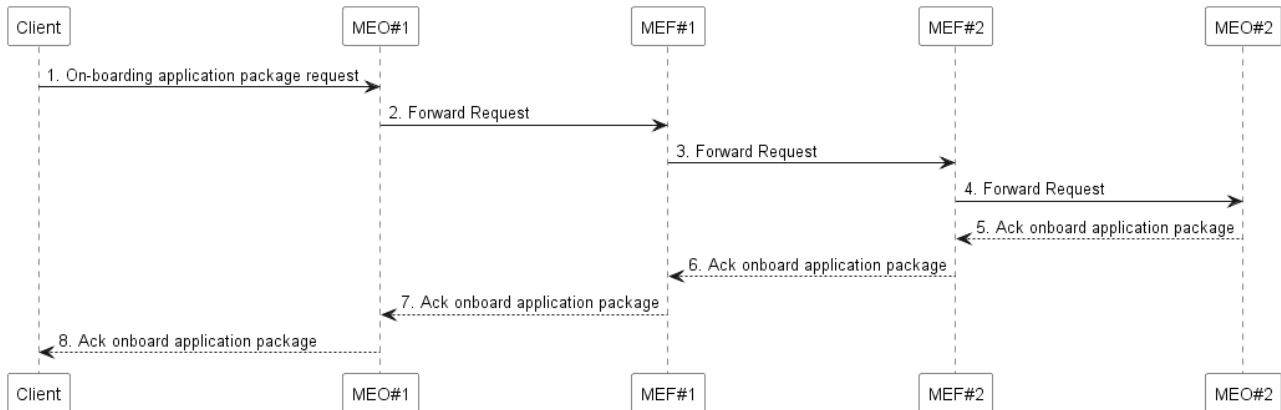 Client MEO#1 MEF#1 MEF#2 MEO#2
1. On-boarding application package request
2. Forward Request
3. Forward Request
4. Forward Request
5. Ack onboard application package
6. Ack onboard application package
7. Ack onboard application package
8. Ack onboard application package
Client MEO#1 MEF#1 MEF#2 MEO#2